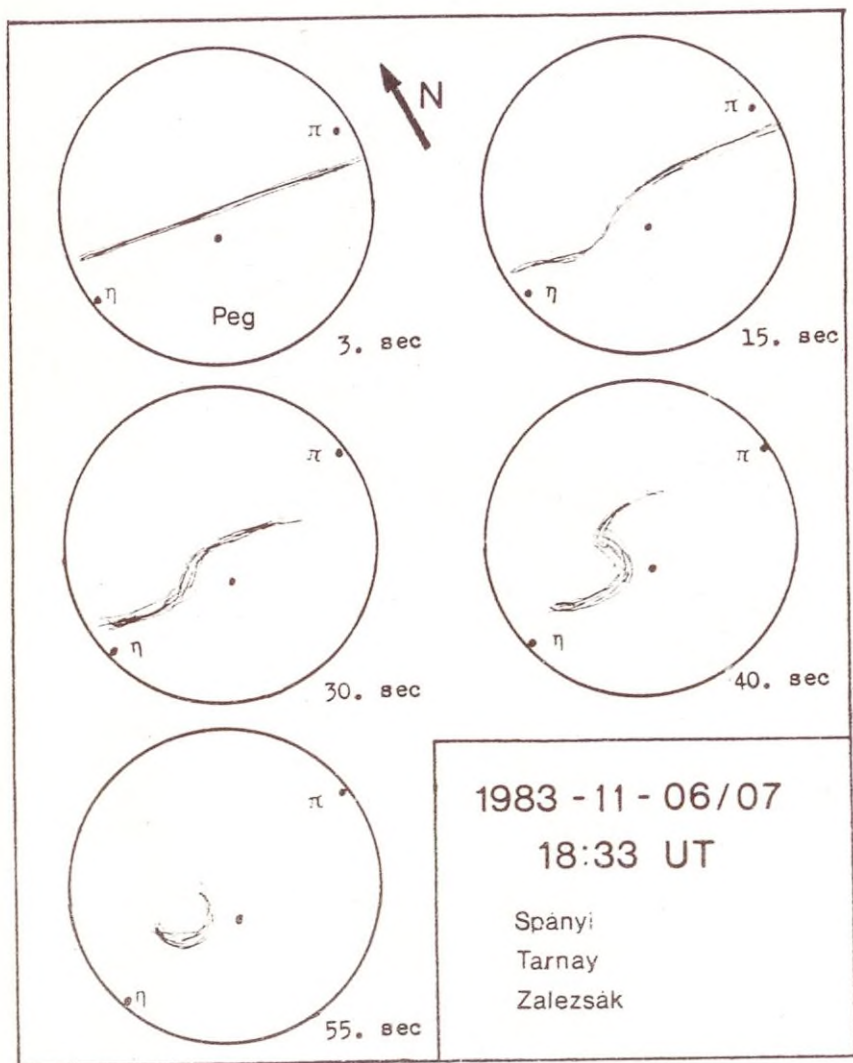 π
N
π
η
Peg
3. sec
η
15. sec
π
π
η
30. sec
η
40. sec
π
η
55. sec
1983-11-06/07
18:33 UT
Spányi
Tarnay
Zalezsák